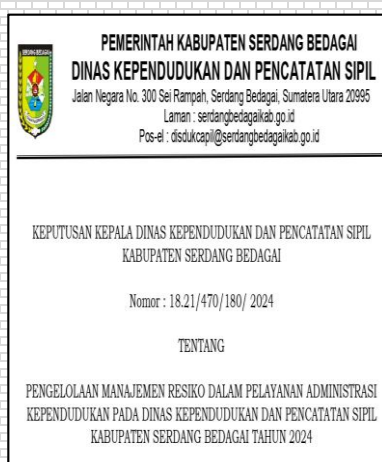 PEMERINTAH KABUPATEN SERDANG BEDAGAI
DINAS KEPENDUDUKAN DAN PENCATATAN SIPIL
Jalan Negara No. 300 Sei Rampah, Serdang Bedagai, Sumatera Utara 20995
Laman : serdangbedagaikab.go.id
Pos-el : disdukcapil@serdangbedagaikab.go.id
KEPUTUSAN KEPALA DINAS KEPENDUDUKAN DAN PENCATATAN SIPIL
KABUPATEN SERDANG BEDAGAI
Nomor : 18.21/470/180/ 2024
TENTANG
PENGELOLAAN MANAJEMEN RESIKO DALAM PELAYANAN ADMINISTRASI
KEPENDUDUKAN PADA DINAS KEPENDUDUKAN DAN PENCATATAN SIPIL
KABUPATEN SERDANG BEDAGAI TAHUN 2024